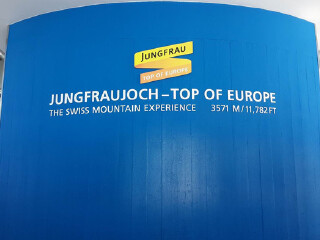 JUNGFRAU
TOP OF EUROPE
JUNGFRAUJOCH – TOP OF EUROPE
THE SWISS MOUNTAIN EXPERIENCE 3571 M/11,782 FT